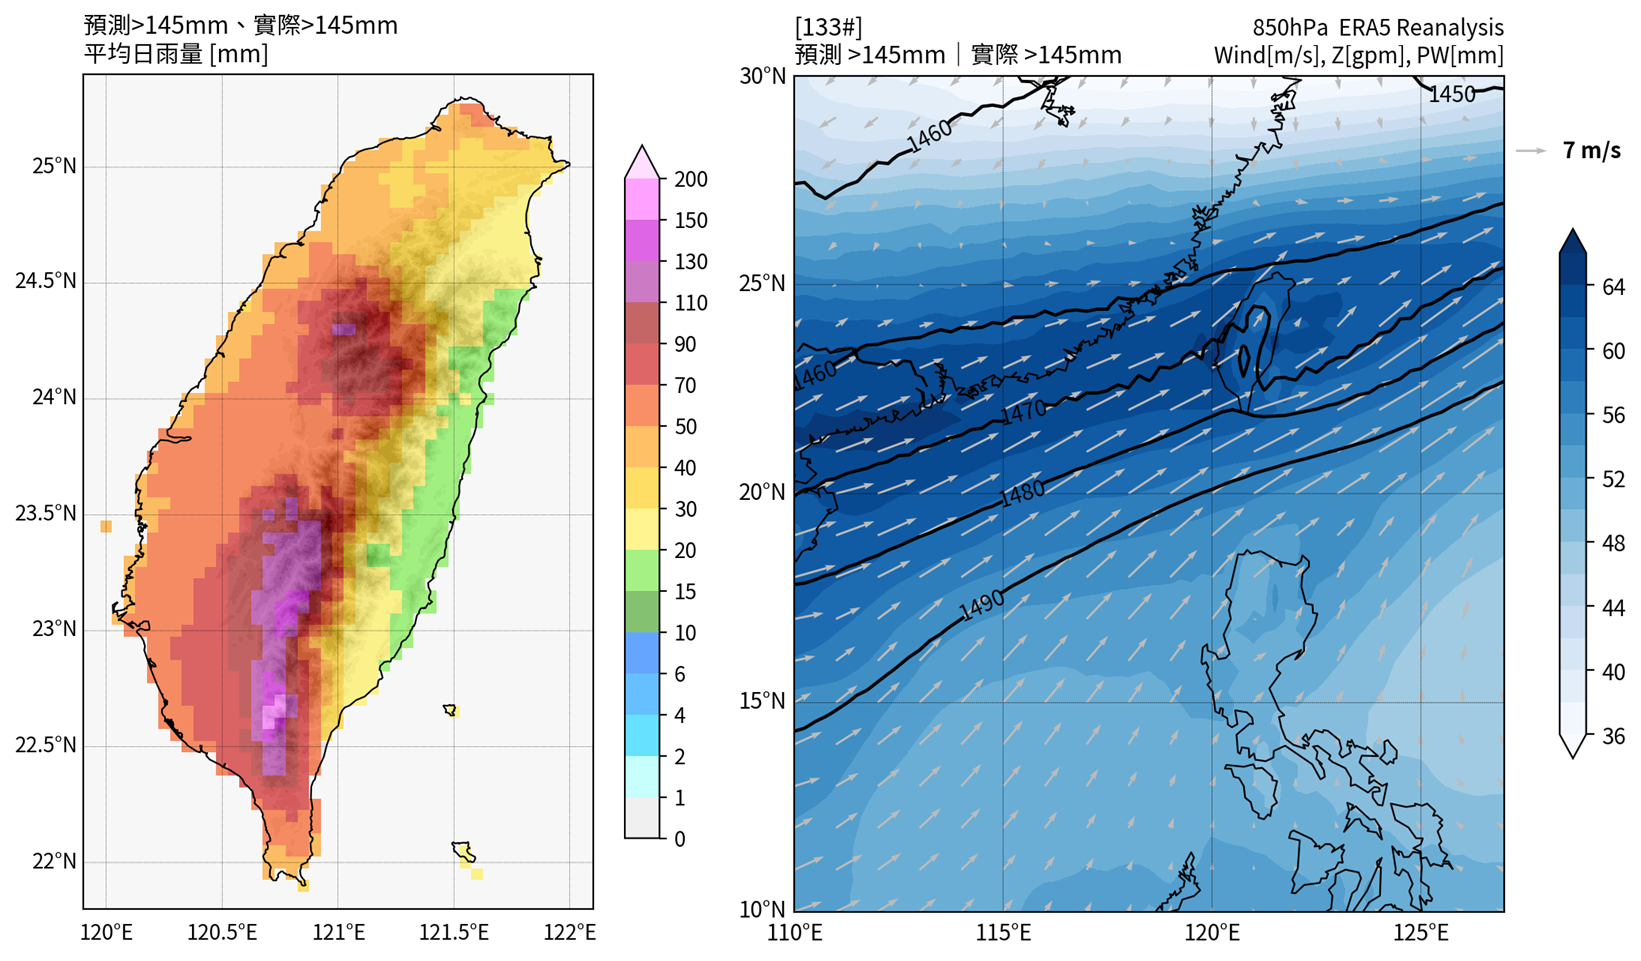 預測>145mm、實際>145mm
平均日雨量 [mm]
25°N
24.5°N
24°N
23.5°N
23°N
22.5°N
22°N
120°E
120.5°E
121°E
121.5°E
122°E
200
150
130
110
90
70
50
40
30
20
15
10
6
4
2
1
0
[133#]
預測 >145mm｜實際 >145mm
850hPa ERA5 Reanalysis
Wind[m/s], Z[gpm], PW[mm]
30°N
25°N
20°N
15°N
10°N
110°E
115°E
120°E
125°E
1450
1460
1460
1470
1480
1490
7 m/s
64
60
56
52
48
44
40
36